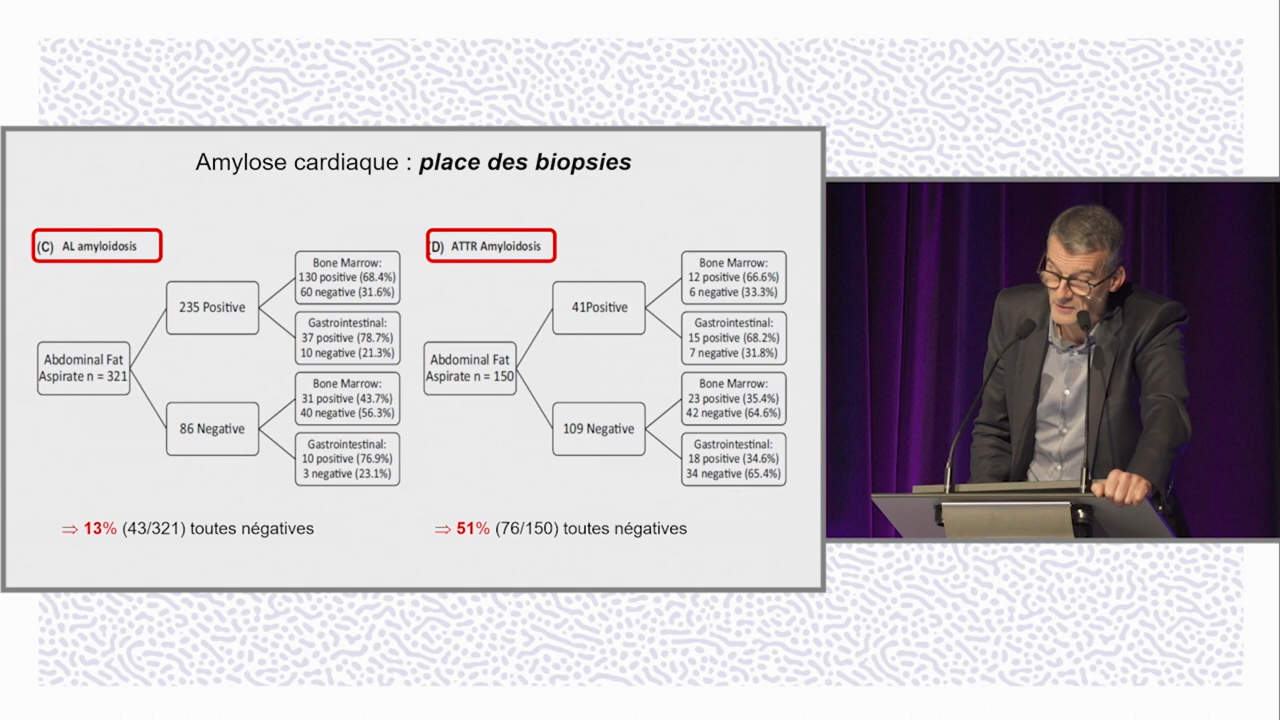 Amylose cardiaque : place des biopsies
(C) AL amyloidosis
Abdominal Fat
Aspirate n = 321
235 Positive
86 Negative
Bone Marrow:
130 positive (68.4%)
60 negative (31.6%)
Gastrointestinal:
37 positive (78.7%)
10 negative (21.3%)
Bone Marrow:
31 positive (43.7%)
40 negative (56.3%)
Gastrointestinal:
10 positive (76.9%)
3 negative (23.1%)
⇒ 13% (43/321) toutes négatives
D) ATTR Amyloidosis
Abdominal Fat
Aspirate n = 150
41Positive
109 Negative
Bone Marrow:
12 positive (66.6%)
6 negative (33.3%)
Gastrointestinal:
15 positive (68.2%)
7 negative (31.8%)
Bone Marrow:
23 positive (35.4%)
42 negative (64.6%)
Gastrointestinal:
18 positive (34.6%)
34 negative (65.4%)
⇒ 51% (76/150) toutes négatives